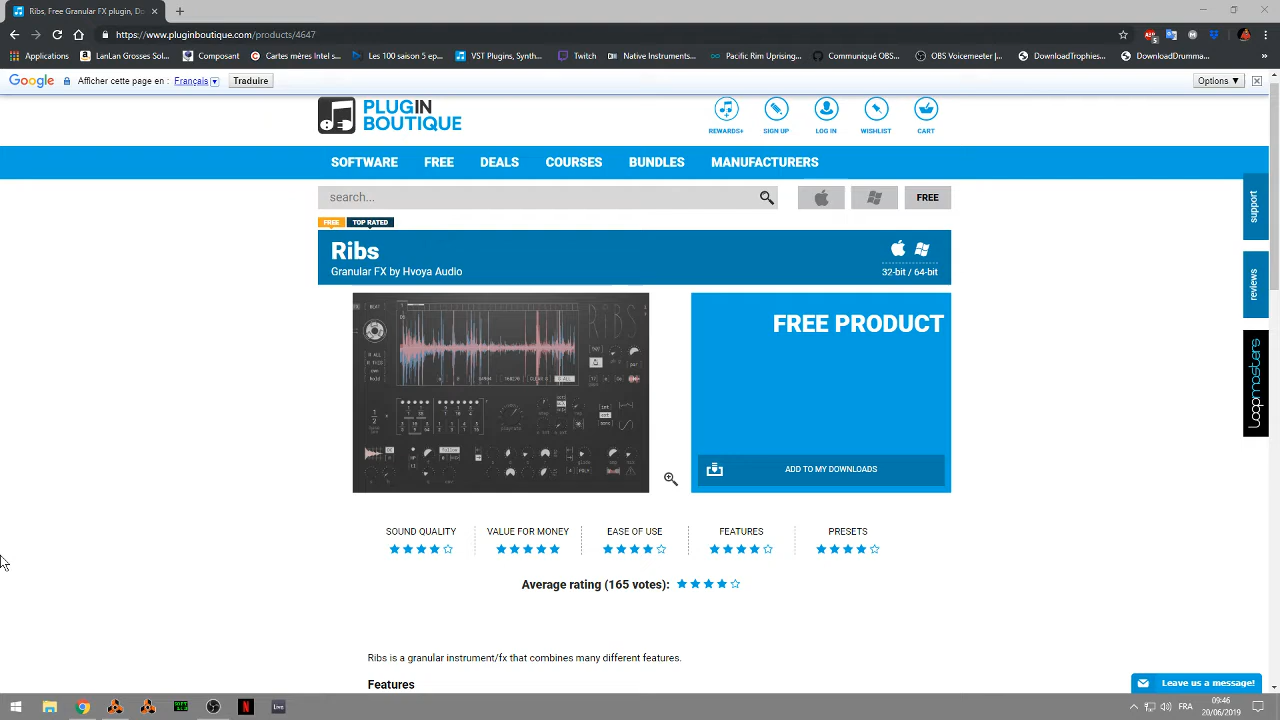 Ribs, Free Granular FX plugin, Do
https://www.pluginboutique.com/products/4647
Applications LanLan Grosses Sol... Composant Cartes mères Intel s... Les 100 saison 5 ep... VST Plugins, Synth... Twitch Native Instruments... Pacific Rim Uprising... Communiqué OBS... OBS Voicemeeter |... DownloadTrophies... DownloadDrumma...
Google Afficher cette page en : Français Traduire Options ▼
PLUGIN
BOUTIQUE
REWARDS+ SIGN UP LOG IN WISHLIST CART
SOFTWARE FREE DEALS COURSES BUNDLES MANUFACTURERS
search... FREE
support
FREE TOP RATED
Ribs
Granular FX by Hvoya Audio 32-bit / 64-bit
reviews
FREE PRODUCT
RIBS
loopmasters
ADD TO MY DOWNLOADS
SOUND QUALITY VALUE FOR MONEY EASE OF USE FEATURES PRESETS
Average rating (165 votes):
Ribs is a granular instrument/fx that combines many different features.
Features
Leave us a message!
Live FRA 09:46
20/06/2019